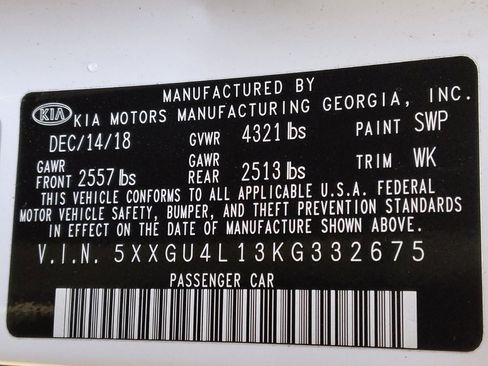 MANUFACTURED BY
KIA KIA MOTORS MANUFACTURING GEORGIA, INC.
DEC/14/18 GVWR 4321 lbs PAINT SWP
GAWR FRONT 2557 lbs GAWR REAR 2513 lbs TRIM WK
THIS VEHICLE CONFORMS TO ALL APPLICABLE U.S.A. FEDERAL
MOTOR VEHICLE SAFETY, BUMPER, AND THEFT PREVENTION STANDARDS
IN EFFECT ON THE DATE OF MANUFACTURE SHOWN ABOVE.
V.I.N. 5XXGU4L13KG332675
PASSENGER CAR